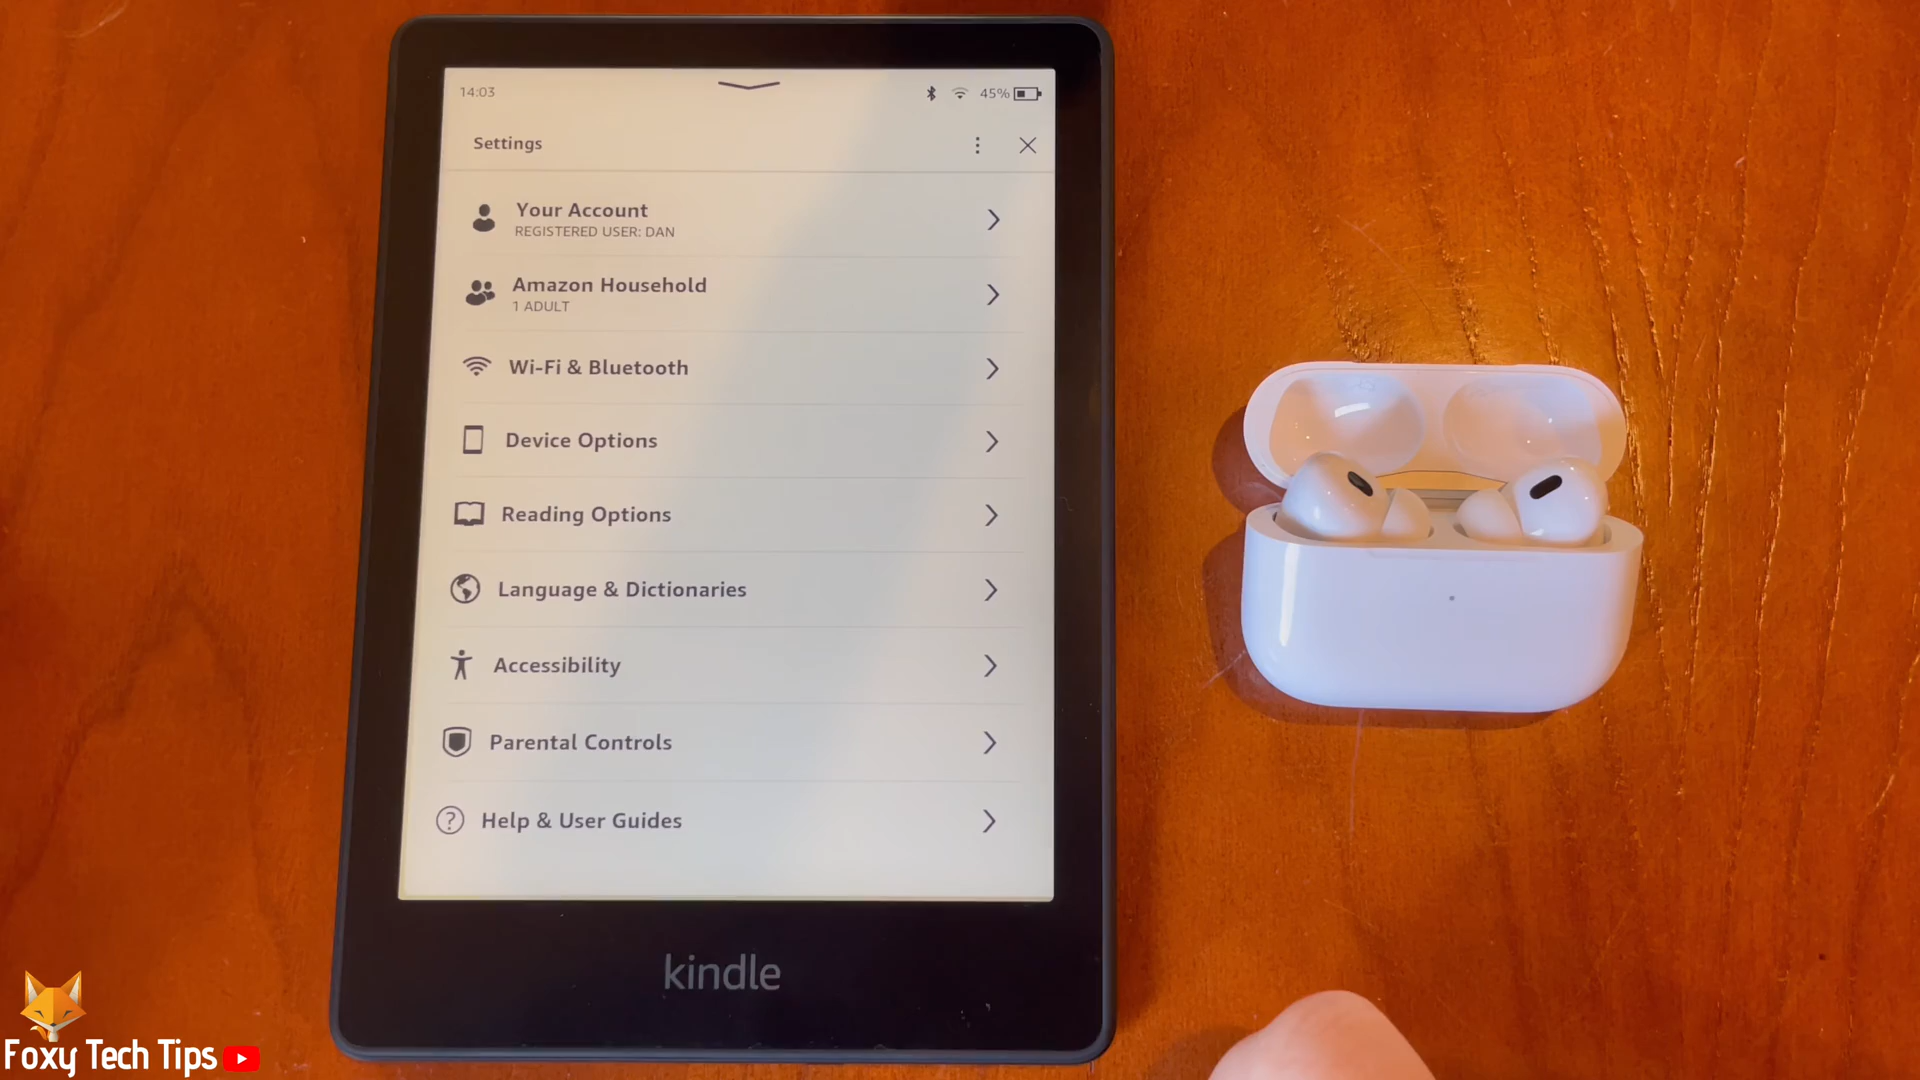 14:03
45%
Settings
Your Account
REGISTERED USER: DAN
Amazon Household
1 ADULT
Wi-Fi & Bluetooth
Device Options
Reading Options
Language & Dictionaries
Accessibility
Parental Controls
? Help & User Guides
kindle
Foxy Tech Tips